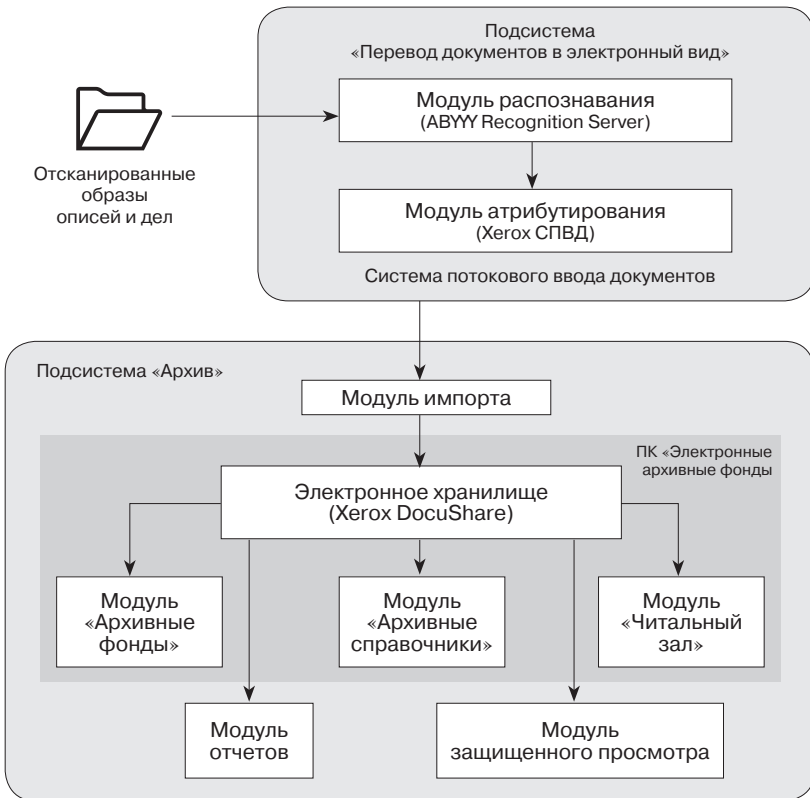 Подсистема
«Перевод документов в электронный вид»
Модуль распознавания
(ABYYY Recognition Server)
Отсканированные
образы
описей и дел
Модуль атрибутирования
(Xerox СПВД)
Система потокового ввода документов
Подсистема «Архив»
Модуль импорта
ПК «Электронные
архивные фонды
Электронное хранилище
(Xerox DocuShare)
Модуль
«Архивные
фонды»
Модуль
«Архивные
справочники»
Модуль
«Читальный
зал»
Модуль
отчетов
Модуль
защищенного просмотра